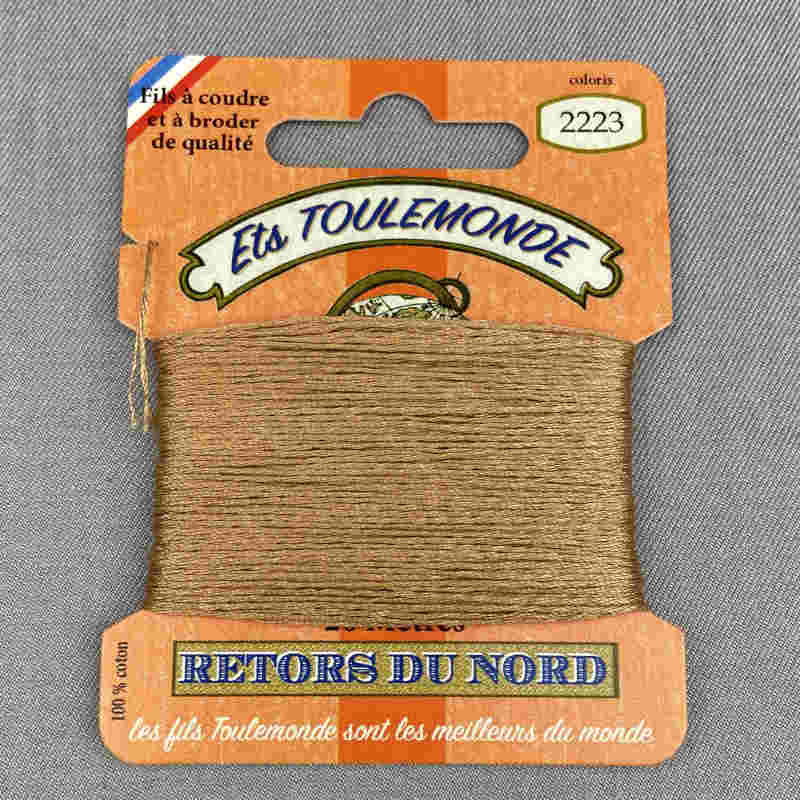 Fils à coudre
et à broder
de qualité
coloris
2223
Ets TOULEMONDE
Mètres
RETORS DU NORD
100 % coton
les fils Toulemonde sont les meilleurs du monde